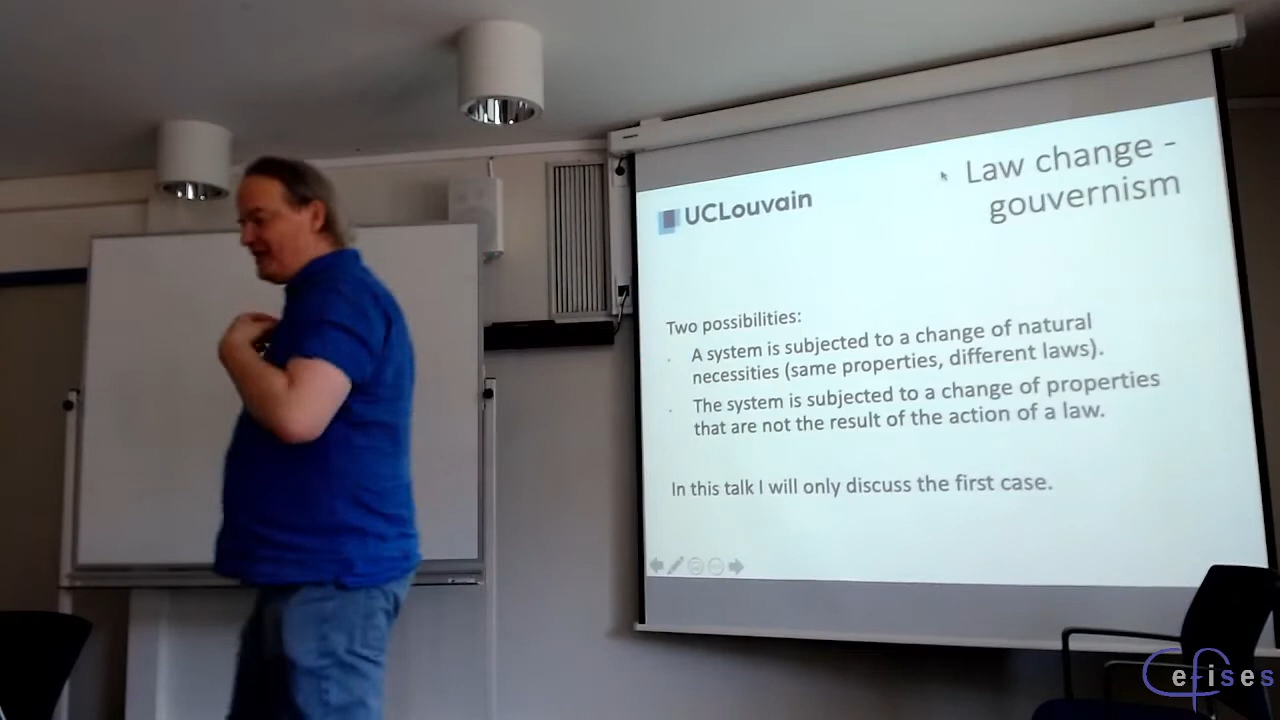 Law change -
gouvernism
UCLouvain
Two possibilities:
· A system is subjected to a change of natural
necessities (same properties, different laws).
· The system is subjected to a change of properties
that are not the result of the action of a law.
In this talk I will only discuss the first case.
Cefises